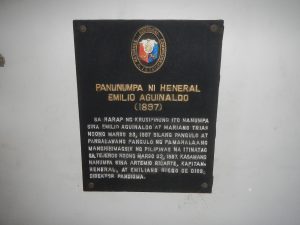 PANUNUMPA NI HENERAL
EMILIO AGUINALDO
(1897)
SA HARAP NG KRUSIPIHONG ITO NANUMPA
SINA EMILIO AGUINALDO AT MARIANO TRIAS
NOONG MARSO 23, 1897 BILANG PANGULO AT
PANGALAWANG PANGULO NG PAMAHALAANG
MANGHIHIMAGSIK NG PILIPINAS NA ITINATAG
SA TEJEROS NOONG MARSO 22, 1897. KASAMANG
NANUMPA SINA ARTEMIO RICARTE, KAPITAN-
HENERAL, AT EMILIANO RIEGO DE DIOS,
DIREKTOR PANDIGMA.